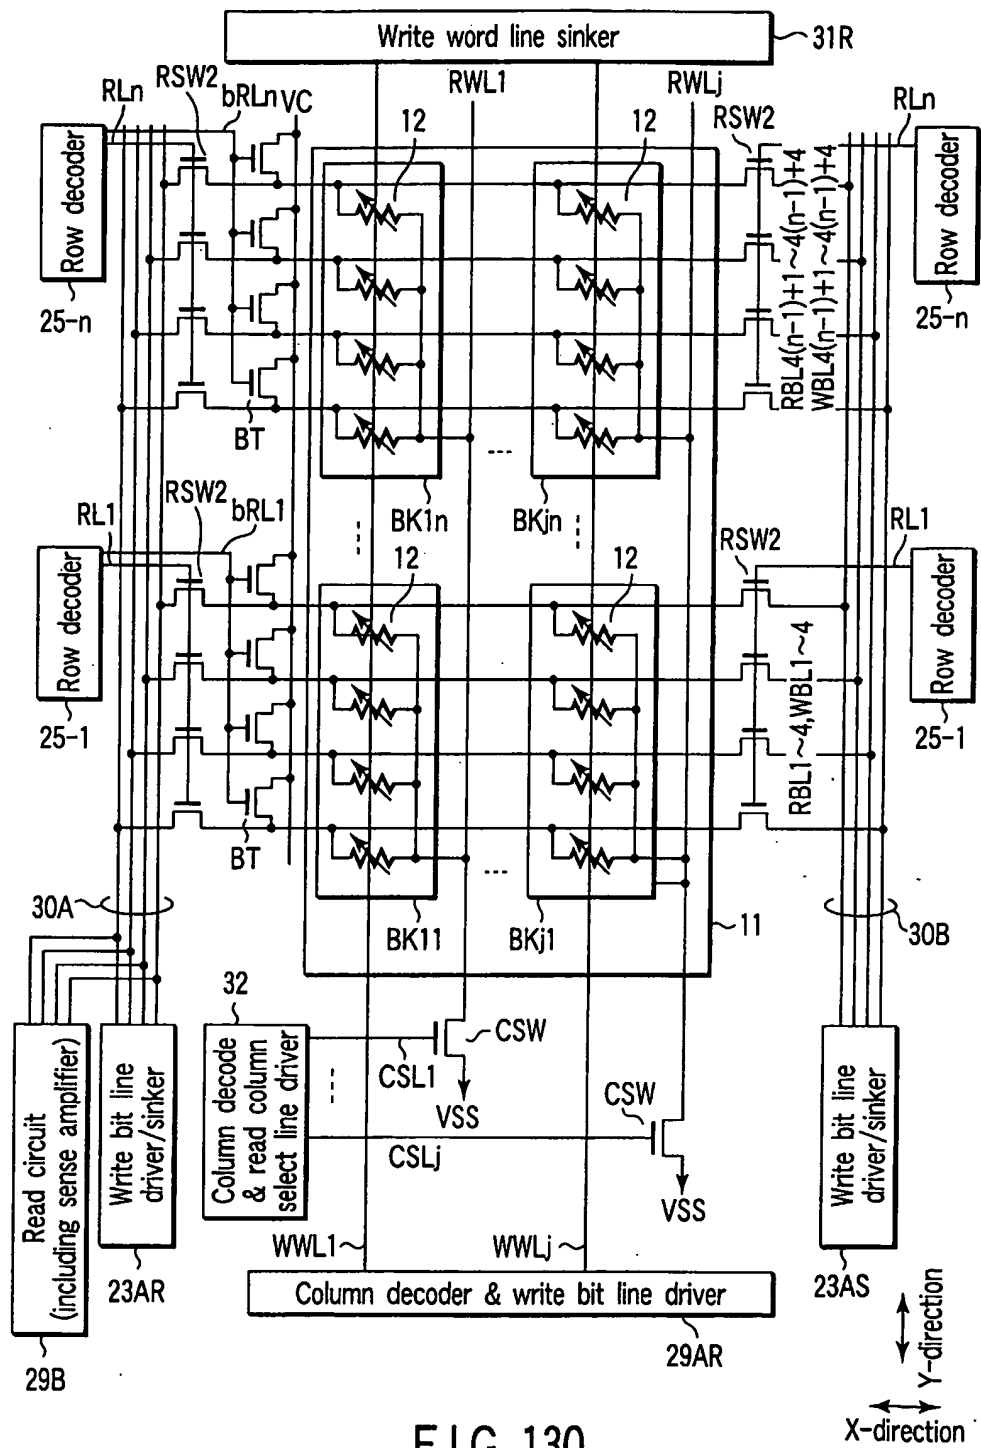 Write word line sinker
31R
RSW2
RLn
bRLn
VC
RWL1
RWLj
12
12
RSW2
RLn
Row decoder
25-n
Row decoder
25-n
RBL4(n-1)+1~4(n-1)+4
WBL4(n-1)+1~4(n-1)+4
BT
RSW2
RL1
bRL1
BK1n
BKjn
12
12
RSW2
RL1
Row decoder
25-1
Row decoder
25-1
RBL1~4,WBL1~4
BT
30A
BK11
BKj1
11
30B
32
Column decode
& read column
select line driver
CSL1
CSW
VSS
CSLj
CSW
VSS
Read circuit
(including sense amplifier)
29B
Write bit line
driver/sinker
23AR
Write bit line
driver/sinker
23AS
WWL1
WWLj
Column decoder & write bit line driver
29AR
Y-direction
X-direction
FIG. 130